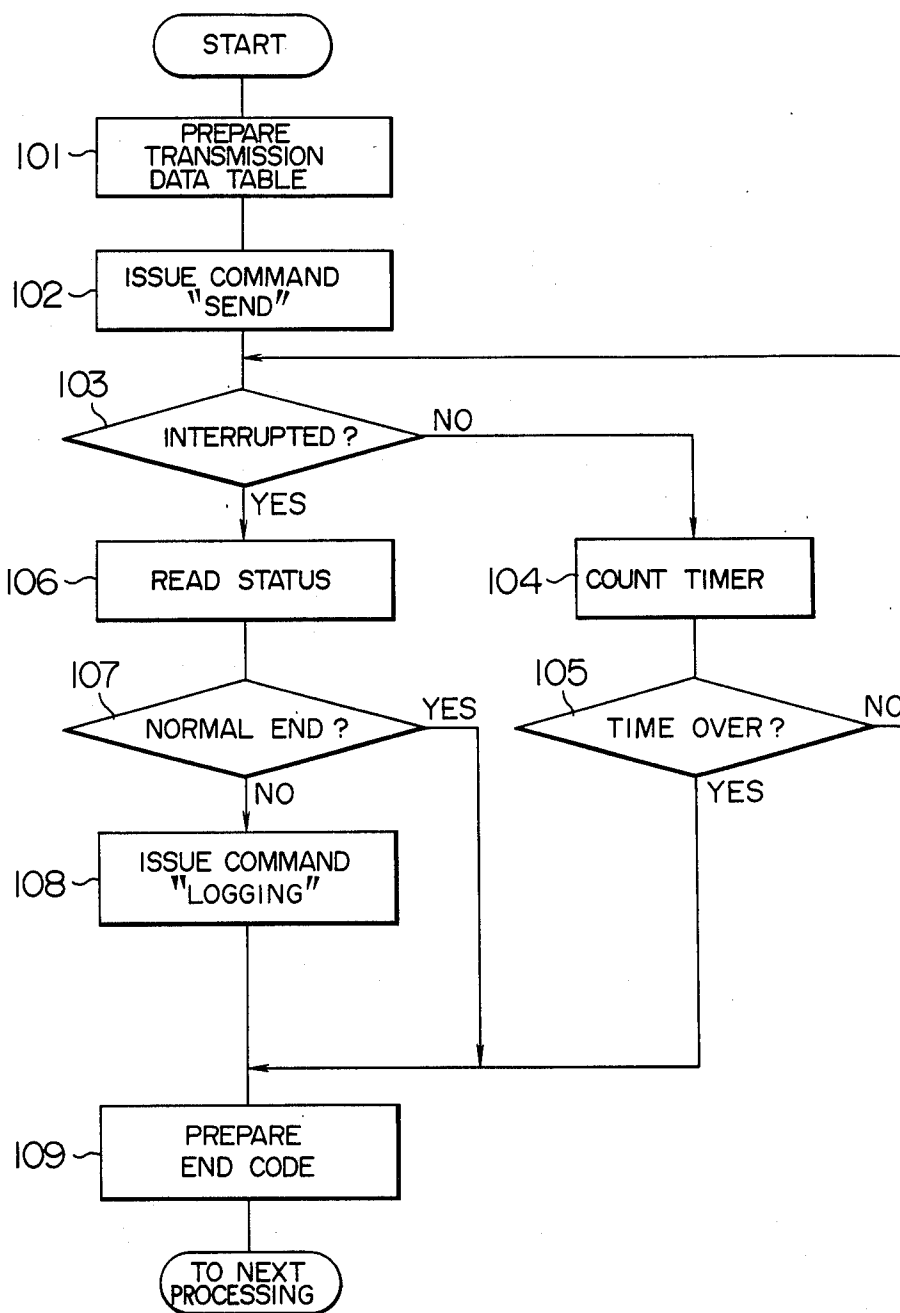 START
101
PREPARE
TRANSMISSION
DATA TABLE
102
ISSUE COMMAND
"SEND"
103
INTERRUPTED?
NO
YES
106
READ STATUS
104
COUNT TIMER
107
NORMAL END?
YES
NO
105
TIME OVER?
NO
YES
108
ISSUE COMMAND
"LOGGING"
109
PREPARE
END CODE
TO NEXT
PROCESSING